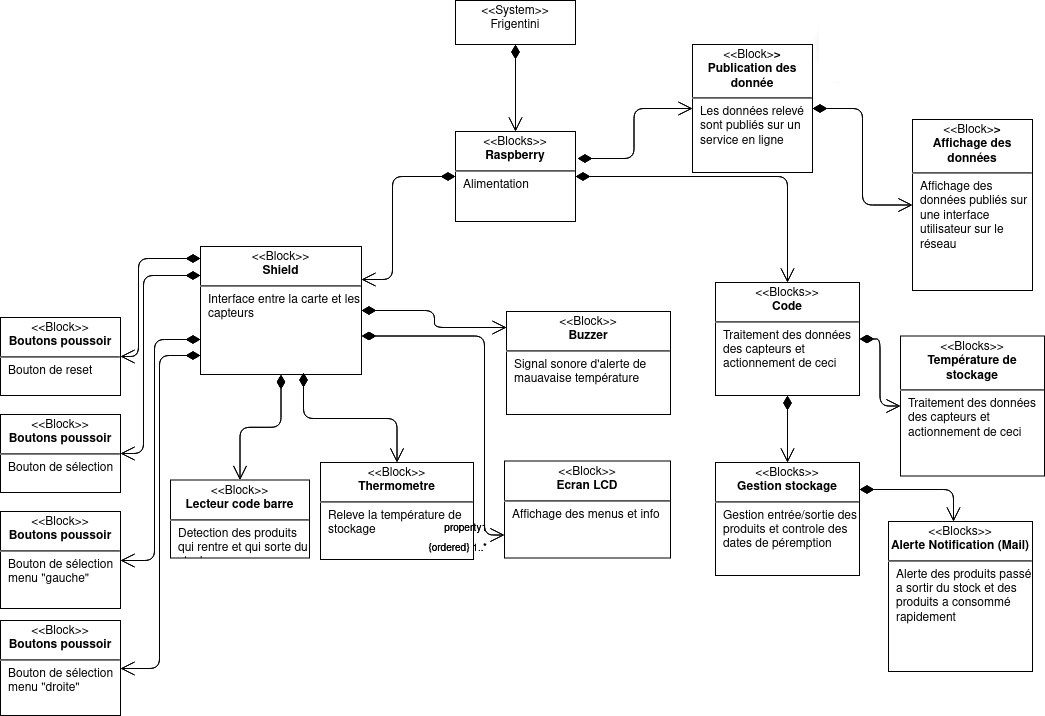 <<System>>
Frigentini
<<Block>>
Publication des
donnée
Les données relevé
sont publiés sur un
service en ligne
<<Block>>
Affichage des
données
Affichage des
données publiés sur
une interface
utilisateur sur le
réseau
<<Blocks>>
Raspberry
Alimentation
<<Block>>
Shield
Interface entre la carte et les
capteurs
<<Blocks>>
Code
Traitement des données
des capteurs et
actionnement de ceci
<<Block>>
Buzzer
Signal sonore d'alerte de
mauavaise température
<<Block>>
Boutons poussoir
Bouton de reset
<<Blocks>>
Température de
stockage
Traitement des données
des capteurs et
actionnement de ceci
<<Block>>
Boutons poussoir
Bouton de sélection
<<Block>>
Lecteur code barre
Detection des produits
qui rentre et qui sorte du
<<Block>>
Thermometre
Releve la température de
stockage
property
{ordered} 1..*
<<Block>>
Ecran LCD
Affichage des menus et info
<<Blocks>>
Gestion stockage
Gestion entrée/sortie des
produits et controle des
dates de péremption
<<Block>>
Boutons poussoir
Bouton de sélection
menu "gauche"
<<Blocks>>
Alerte Notification (Mail)
Alerte des produits passé
a sortir du stock et des
produits a consommé
rapidement
<<Block>>
Boutons poussoir
Bouton de sélection
menu "droite"